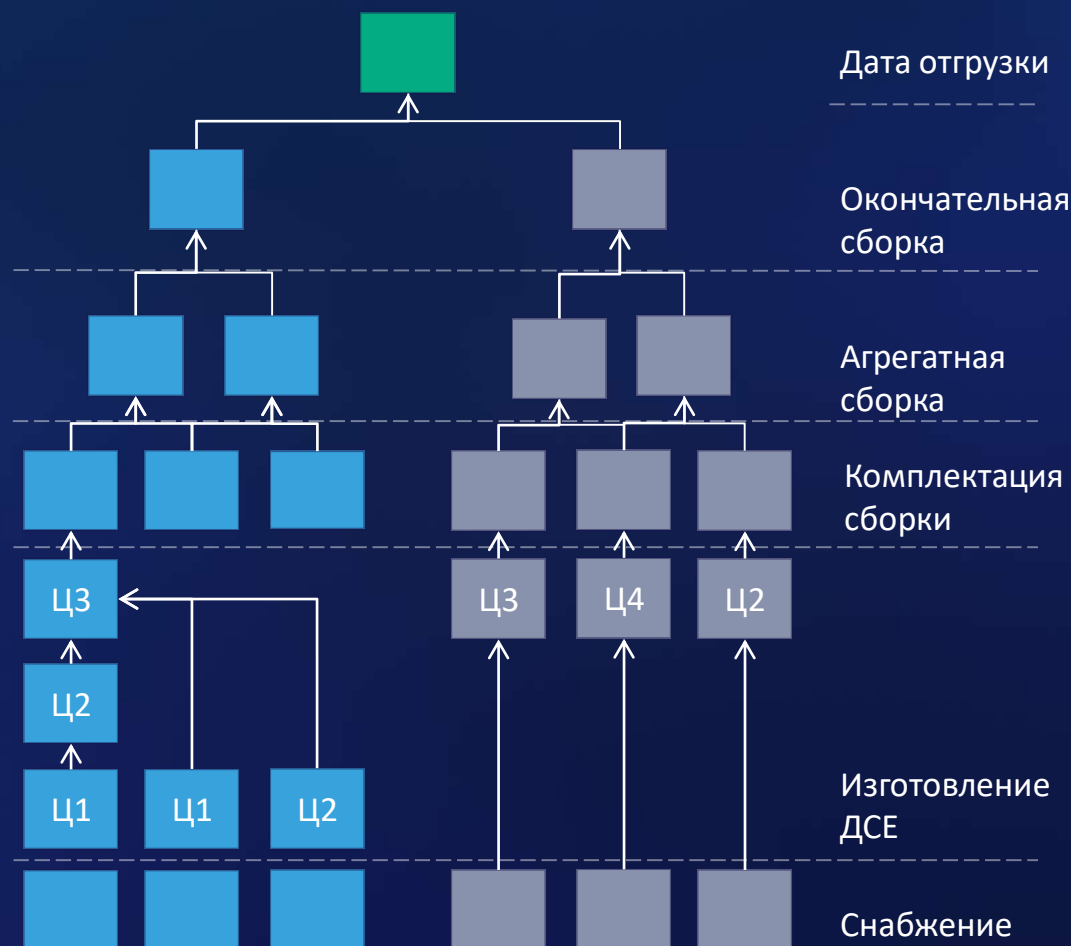 Дата отгрузки
Окончательная
сборка
Агрегатная
сборка
Комплектация
сборки
Ц3
Ц3
Ц4
Ц2
Ц2
Ц1
Ц1
Ц2
Изготовление
ДСЕ
Снабжение